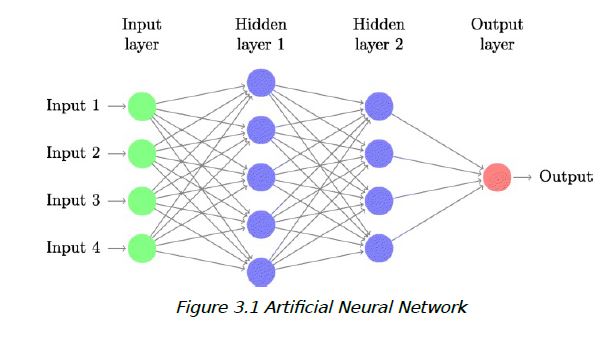 Input
layer
Hidden
layer 1
Hidden
layer 2
Output
layer
Input 1
Input 2
Input 3
Input 4
Output
Figure 3.1 Artificial Neural Network